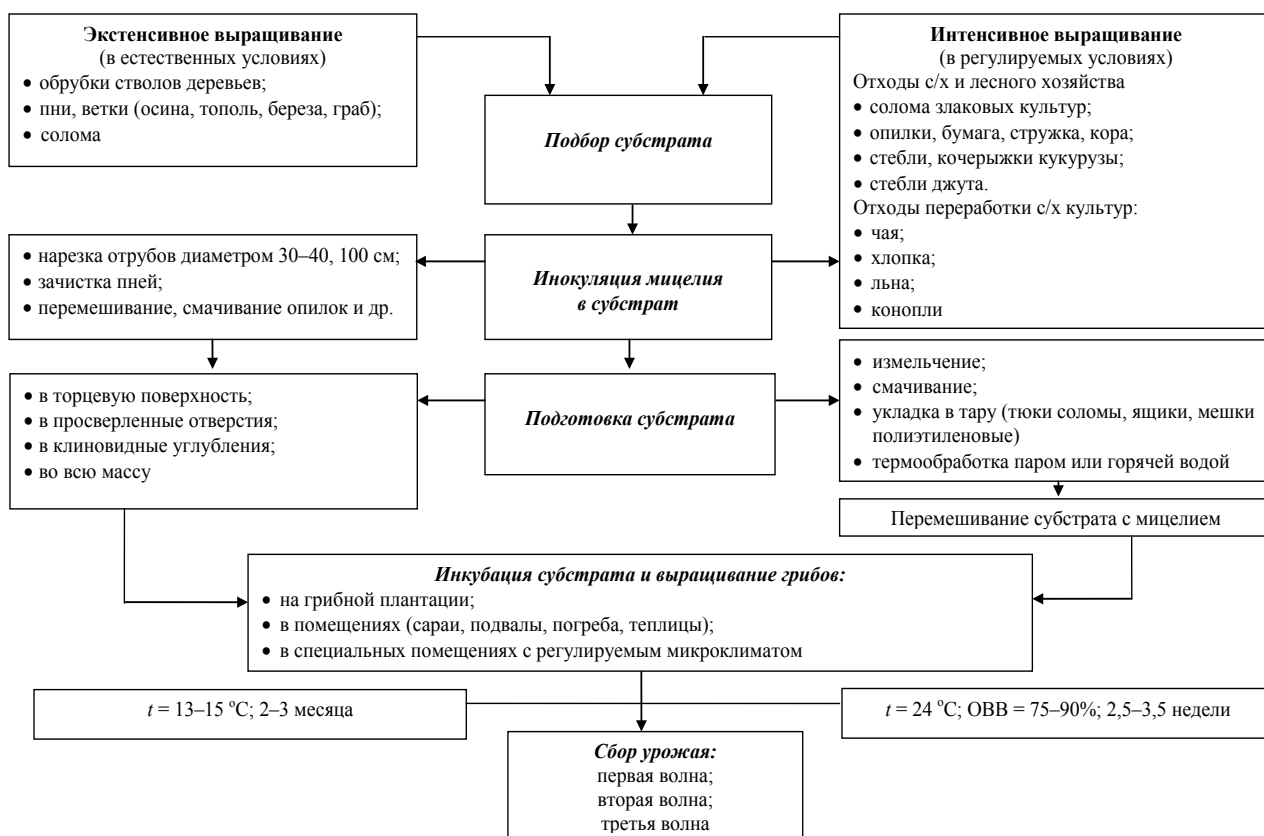 Экстенсивное выращивание
(в естественных условиях)
• обрубки стволов деревьев;
• пни, ветки (осина, тополь, береза, граб);
• солома
Подбор субстрата
Интенсивное выращивание
(в регулируемых условиях)
Отходы с/х и лесного хозяйства
• солома злаковых культур;
• опилки, бумага, стружка, кора;
• стебли, кочерыжки кукурузы;
• стебли джута.
Отходы переработки с/х культур:
• чая;
• хлопка;
• льна;
• конопли
• нарезка отрубов диаметром 30–40, 100 см;
• зачистка пней;
• перемешивание, смачивание опилок и др.
Инокуляция мицелия
в субстрат
• в торцевую поверхность;
• в просверленные отверстия;
• в клиновидные углубления;
• во всю массу
Подготовка субстрата
• измельчение;
• смачивание;
• укладка в тару (тюки соломы, ящики, мешки
полиэтиленовые)
• термообработка паром или горячей водой
Перемешивание субстрата с мицелием
Инкубация субстрата и выращивание грибов:
• на грибной плантации;
• в помещениях (сараи, подвалы, погреба, теплицы);
• в специальных помещениях с регулируемым микроклиматом
t = 13–15 °С; 2–3 месяца
t = 24 °С; ОВВ = 75–90%; 2,5–3,5 недели
Сбор урожая:
первая волна;
вторая волна;
третья волна